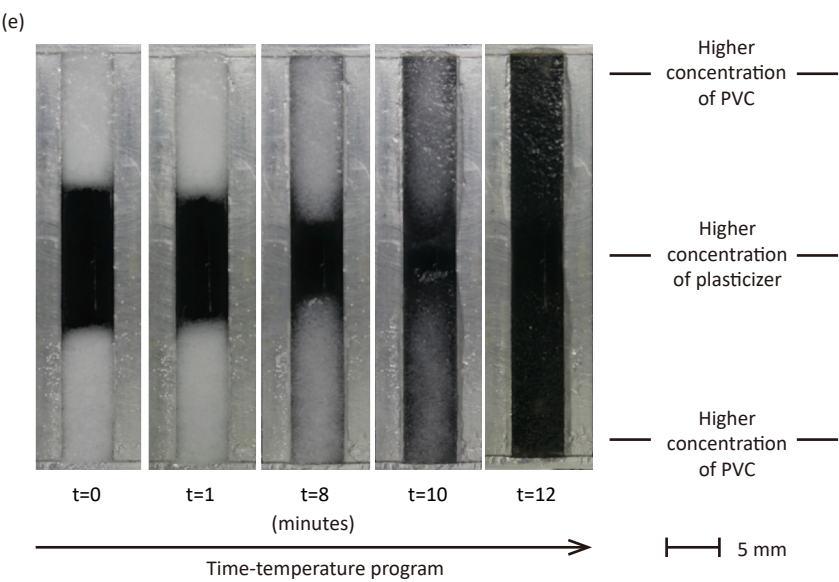 (e)
Higher
concentration
of PVC
Higher
concentration
of plasticizer
Higher
concentration
of PVC
t=0
t=1
t=8
t=10
t=12
(minutes)
Time-temperature program
5 mm